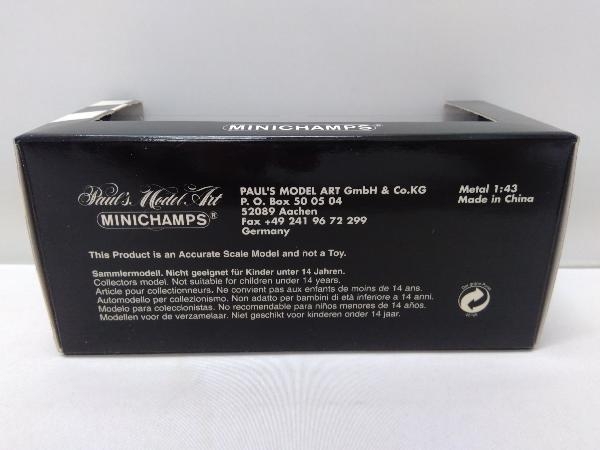 MINICHAMPS®
Paul's Model Art
MINICHAMPS®
PAUL'S MODEL ART GmbH & Co.KG
P. O. Box 50 05 04
52089 Aachen
Fax +49 241 96 72 299
Germany
Metal 1:43
Made in China
This Product is an Accurate Scale Model and not a Toy.
Sammlermodell. Nicht geeignet für Kinder unter 14 Jahren.
Collectors model. Not suitable for children under 14 years.
Article pour collectionneurs. Ne convient pas aux enfants de moins de 14 ans.
Automodello per collezionismo. Non adatto per bambini di età inferiore a 14 anni.
Modelo para coleccionistas. No recomendable para niños menores de 14 años.
Modellen voor de verzamelaar. Niet geschikt voor kinderen onder 14 jaar.
Der Grüne Punkt